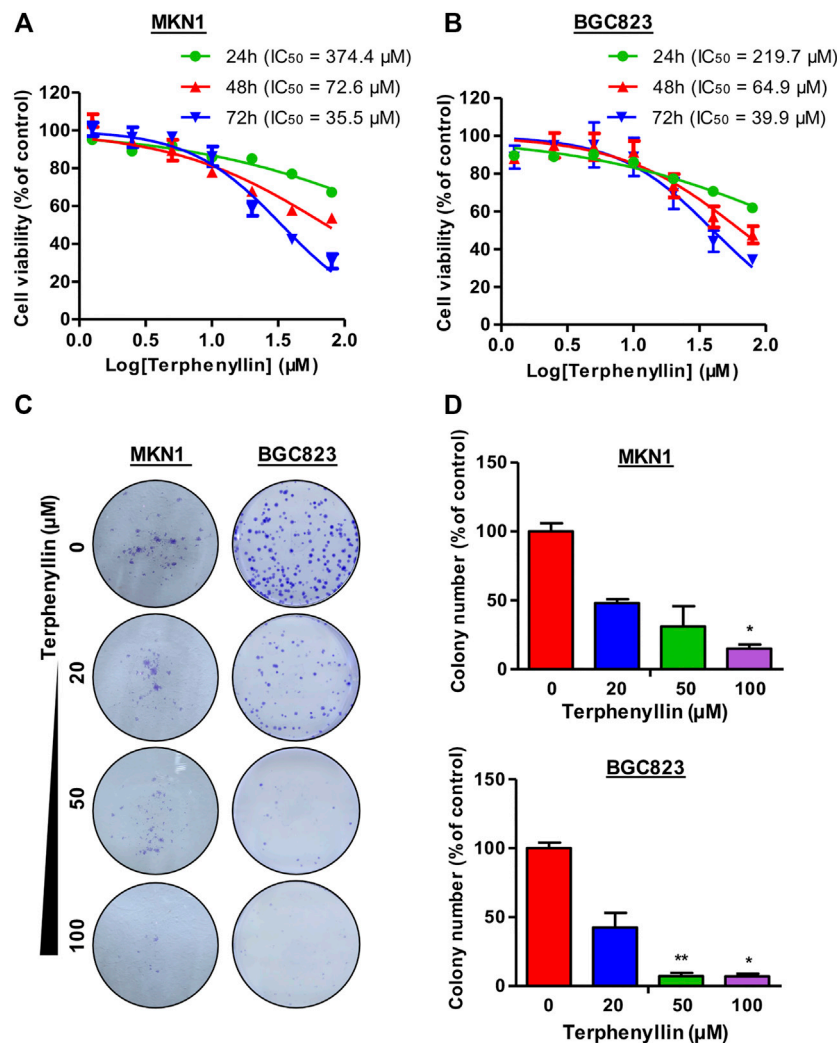 A
MKN1
24h (IC50 = 374.4 µM)
48h (IC50 = 72.6 µM)
72h (IC50 = 35.5 µM)
Cell viability (% of control)
120
100
80
60
40
20
0
0.0 0.5 1.0 1.5 2.0
Log[Terphenyllin] (µM)
B
BGC823
24h (IC50 = 219.7 µM)
48h (IC50 = 64.9 µM)
72h (IC50 = 39.9 µM)
Cell viability (% of control)
120
100
80
60
40
20
0
0.0 0.5 1.0 1.5 2.0
Log[Terphenyllin] (µM)
C
MKN1 BGC823
Terphenyllin (µM)
0
20
50
100
D
MKN1
Colony number (% of control)
150
100
50
0
*
0 20 50 100
Terphenyllin (µM)
BGC823
Colony number (% of control)
150
100
50
0
** *
0 20 50 100
Terphenyllin (µM)